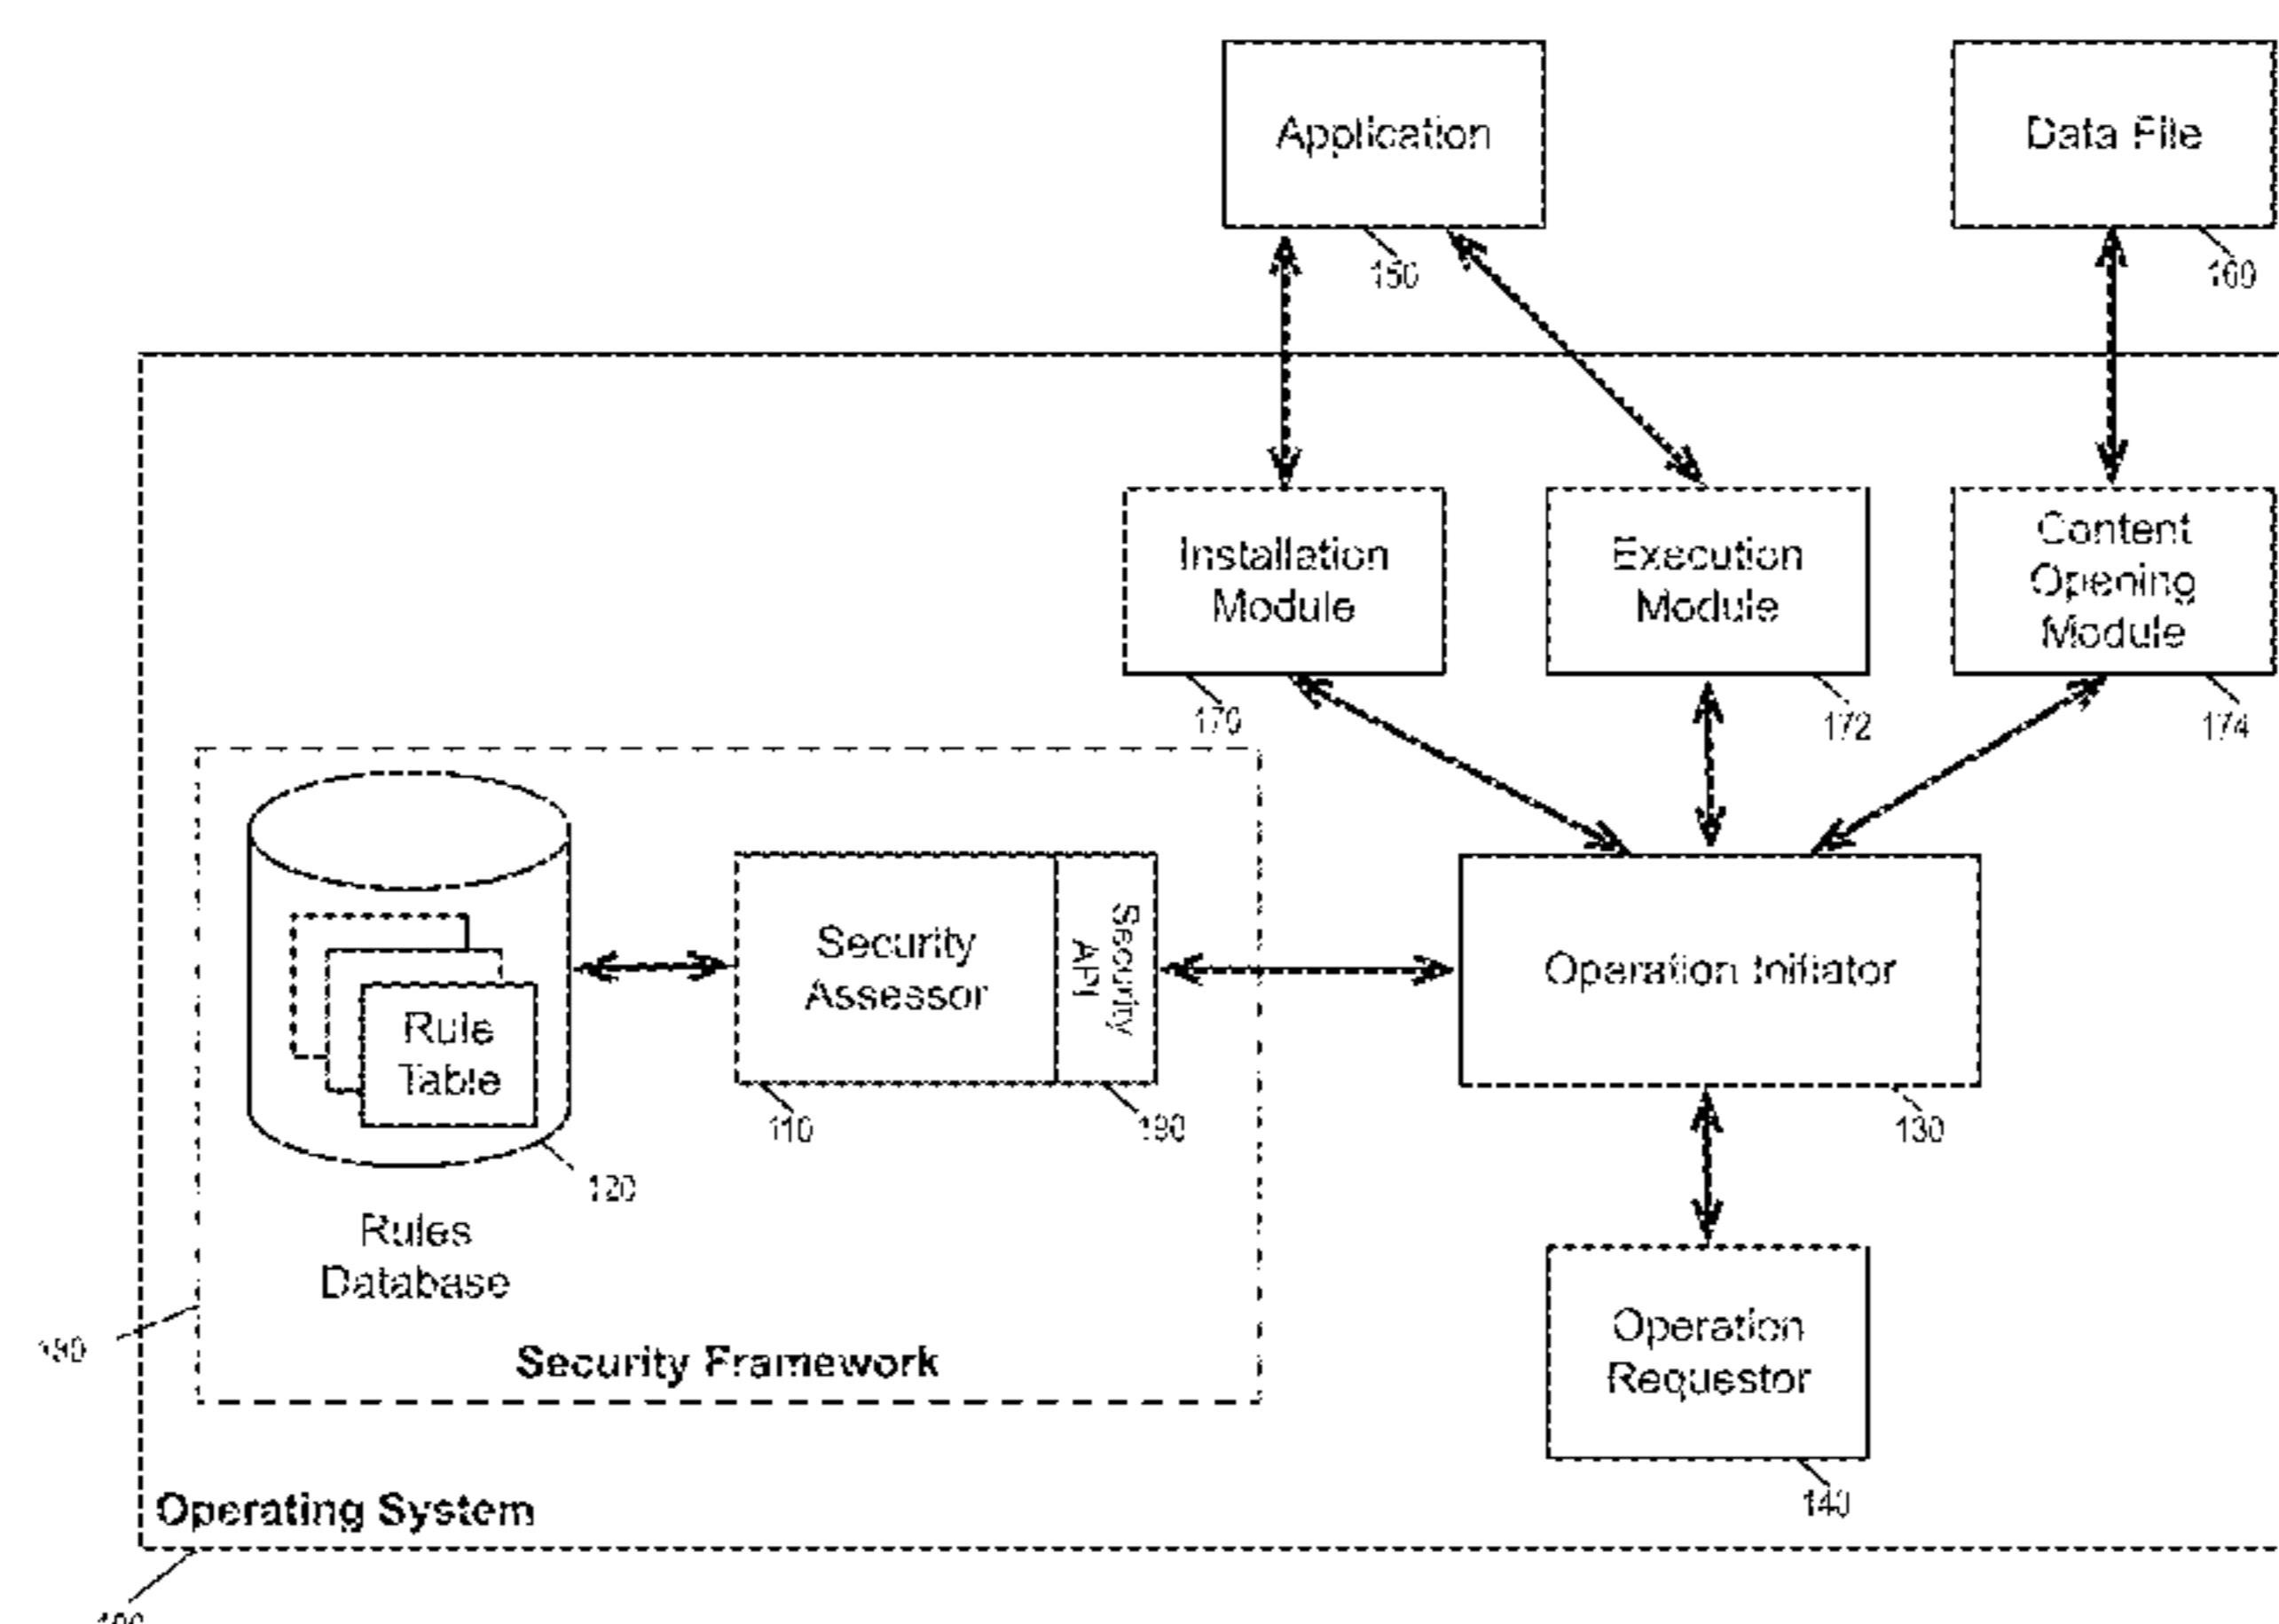 Application
Data File
150
160
Installation
Module
Execution
Module
Content
Opening
Module
170
172
174
Security
Assessor
Security
API
Operation Initiator
Rule
Table
110
130
120
Rules
Database
Operation
Requestor
Security Framework
140
Operating System